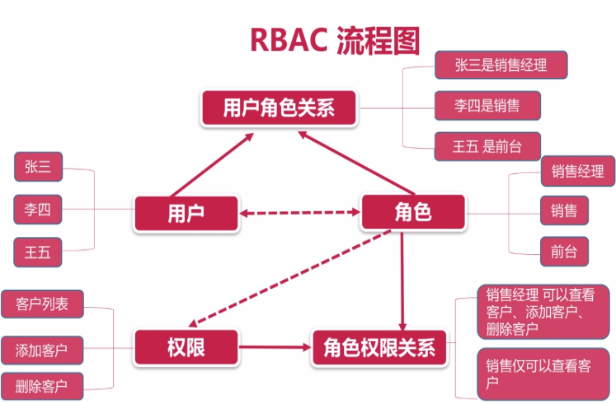 RBAC 流程图
张三是销售经理
用户角色关系
李四是销售
王五 是前台
张三
李四
王五
用户
角色
销售经理
销售
前台
客户列表
添加客户
删除客户
权限
角色权限关系
销售经理 可以查看
客户、添加客户、
删除客户
销售仅可以查看客
户